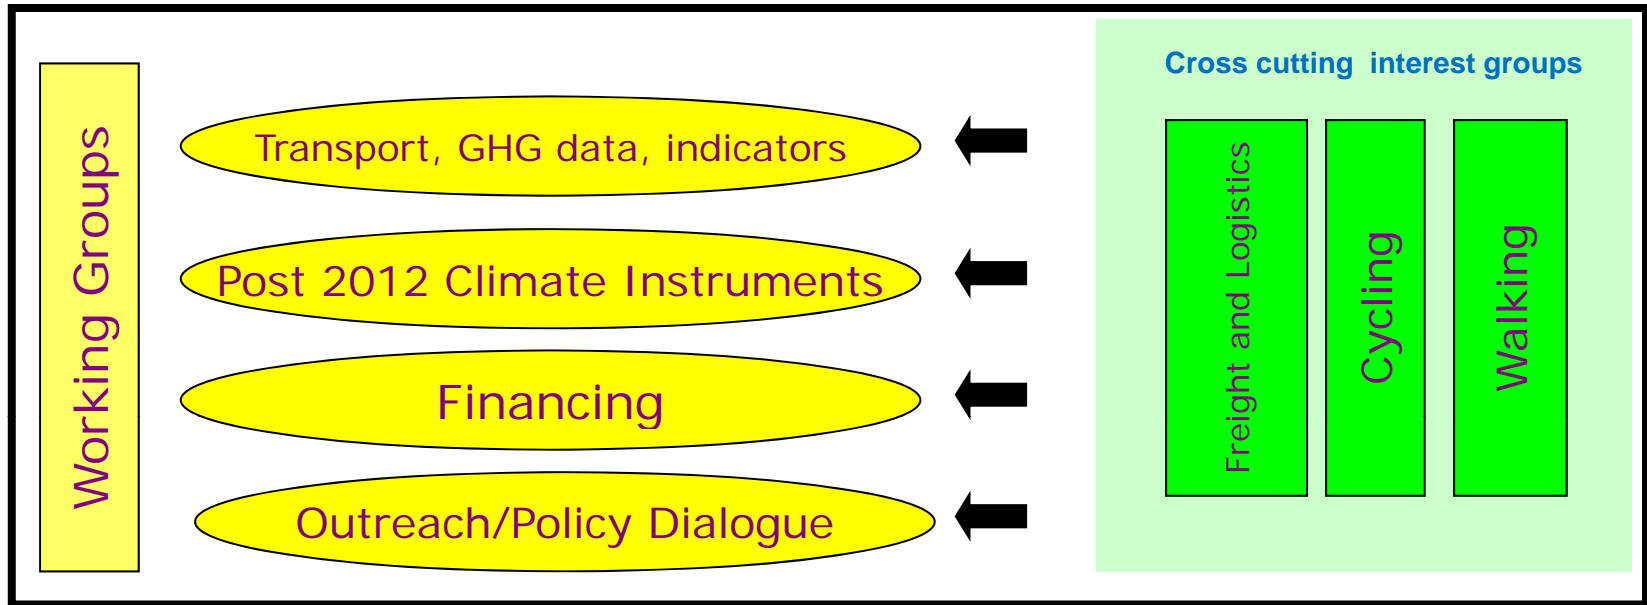 Working Groups
Transport, GHG data, indicators
Post 2012 Climate Instruments
Financing
Outreach/Policy Dialogue
Cross cutting interest groups
Freight and Logistics
Cycling
Walking